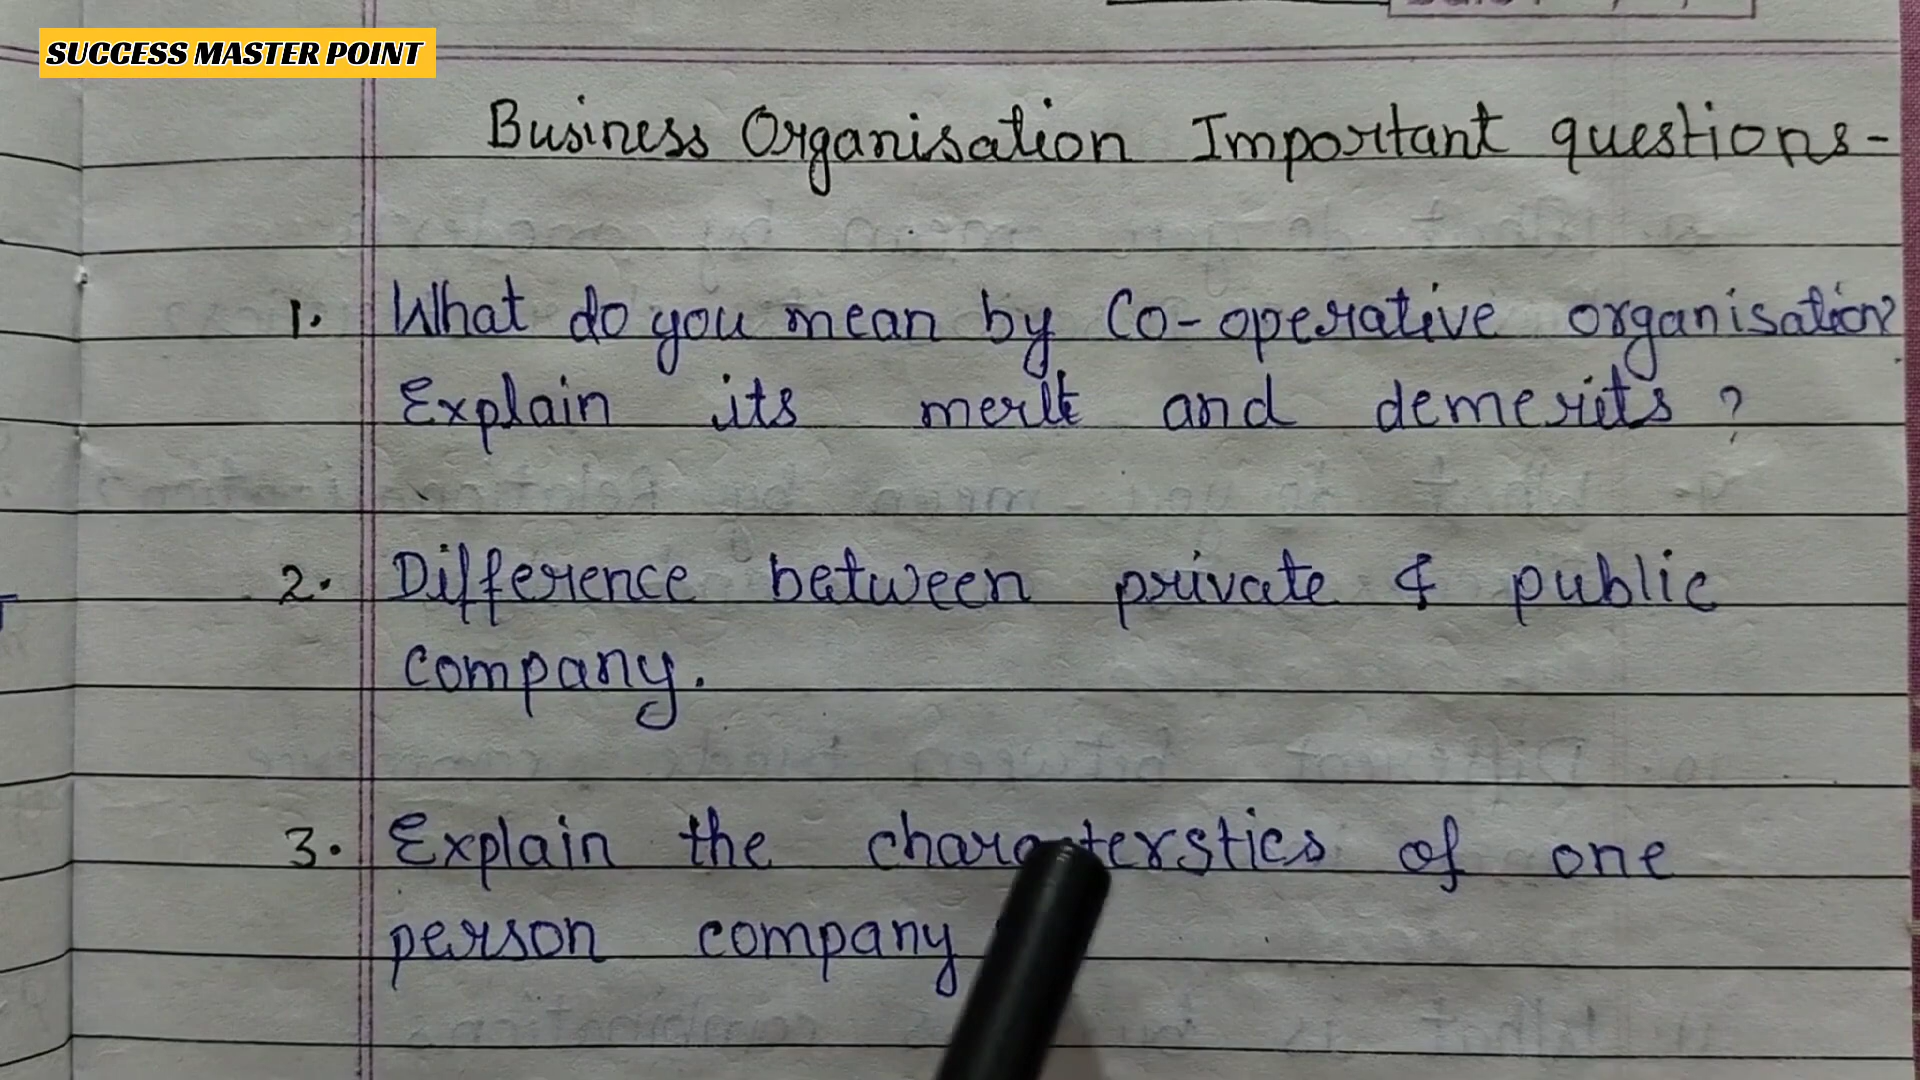 SUCCESS MASTER POINT
Business Organisation Important questions-
1. What do you mean by Co-operative organisation?
Explain its merit and demerits?
2. Difference between private & public
company.
3. Explain the characterstics of one
person company